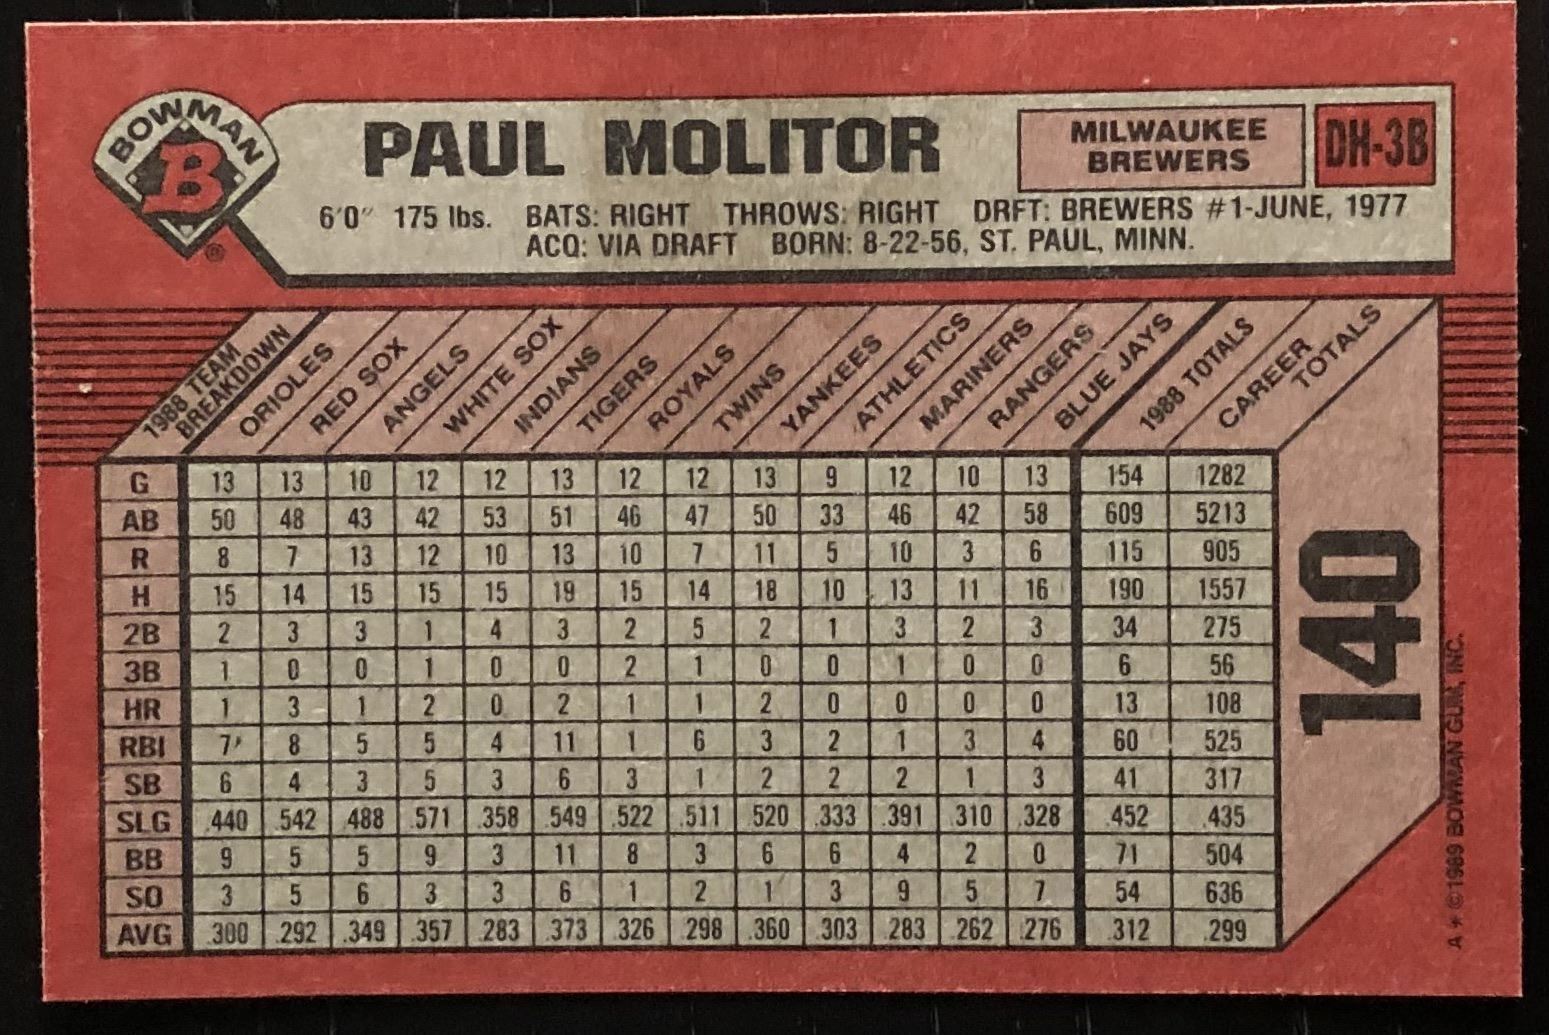 BOWMAN
B
®
PAUL MOLITOR
MILWAUKEE
BREWERS
DH-3B
6'0" 175 lbs. BATS: RIGHT THROWS: RIGHT DRFT: BREWERS #1-JUNE, 1977
ACQ: VIA DRAFT BORN: 8-22-56, ST. PAUL, MINN.
1988 TEAM BREAKDOWN ORIOLES RED SOX ANGELS WHITE SOX INDIANS TIGERS ROYALS TWINS YANKEES ATHLETICS MARINERS RANGERS BLUE JAYS 1988 TOTALS CAREER TOTALS
G 13 13 10 12 12 13 12 12 13 9 12 10 13 154 1282
AB 50 48 43 42 53 51 46 47 50 33 46 42 58 609 5213
R 8 7 13 12 10 13 10 7 11 5 10 3 6 115 905
H 15 14 15 15 15 19 15 14 18 10 13 11 16 190 1557
2B 2 3 3 1 4 3 2 5 2 1 3 2 3 34 275
3B 1 0 0 1 0 0 2 1 0 0 1 0 0 6 56
HR 1 3 1 2 0 2 1 1 2 0 0 0 0 13 108
RBI 7 8 5 5 4 11 1 6 3 2 1 3 4 60 525
SB 6 4 3 5 3 6 3 1 2 2 2 1 3 41 317
SLG .440 .542 .488 .571 .358 .549 .522 .511 .520 .333 .391 .310 .328 .452 .435
BB 9 5 5 9 3 11 8 3 6 6 4 2 0 71 504
SO 3 5 6 3 3 6 1 2 1 3 9 5 7 54 636
AVG .300 .292 .349 .357 .283 .373 .326 .298 .360 .303 .283 .262 .276 .312 .299
140
A * ©1989 BOWMAN GUM, INC.